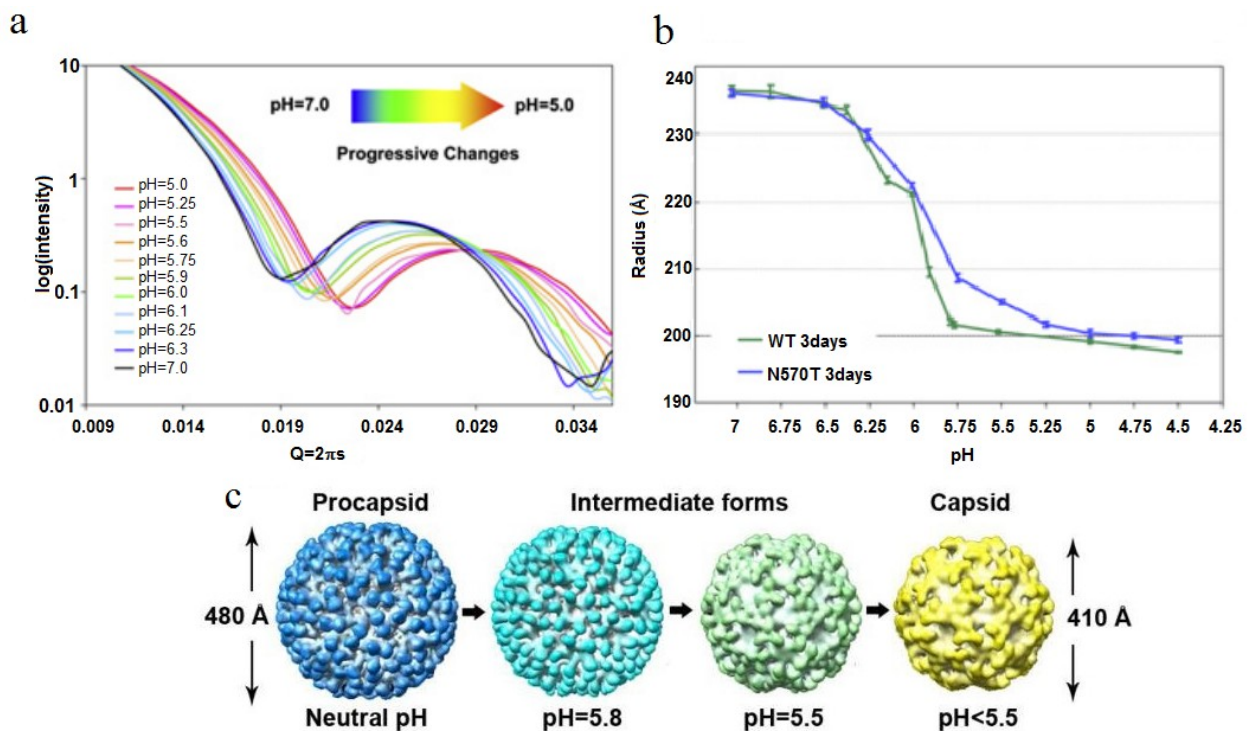 a
10
1
0.1
0.01
log(intensity)
pH=7.0
pH=5.0
Progressive Changes
pH=5.0
pH=5.25
pH=5.5
pH=5.6
pH=5.75
pH=5.9
pH=6.0
pH=6.1
pH=6.25
pH=6.3
pH=7.0
0.009 0.014 0.019 0.024 0.029 0.034
Q=2πs
b
240
230
220
210
200
190
Radius (Å)
WT 3days
N570T 3days
7 6.75 6.5 6.25 6 5.75 5.5 5.25 5 4.75 4.5 4.25
pH
c
Procapsid Intermediate forms Capsid
480 Å
410 Å
Neutral pH pH=5.8 pH=5.5 pH<5.5